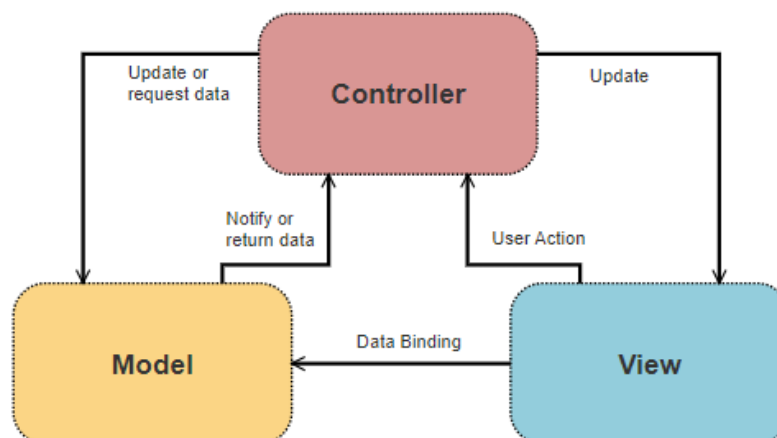 Controller
Update or
request data
Update
Notify or
return data
User Action
Model
Data Binding
View